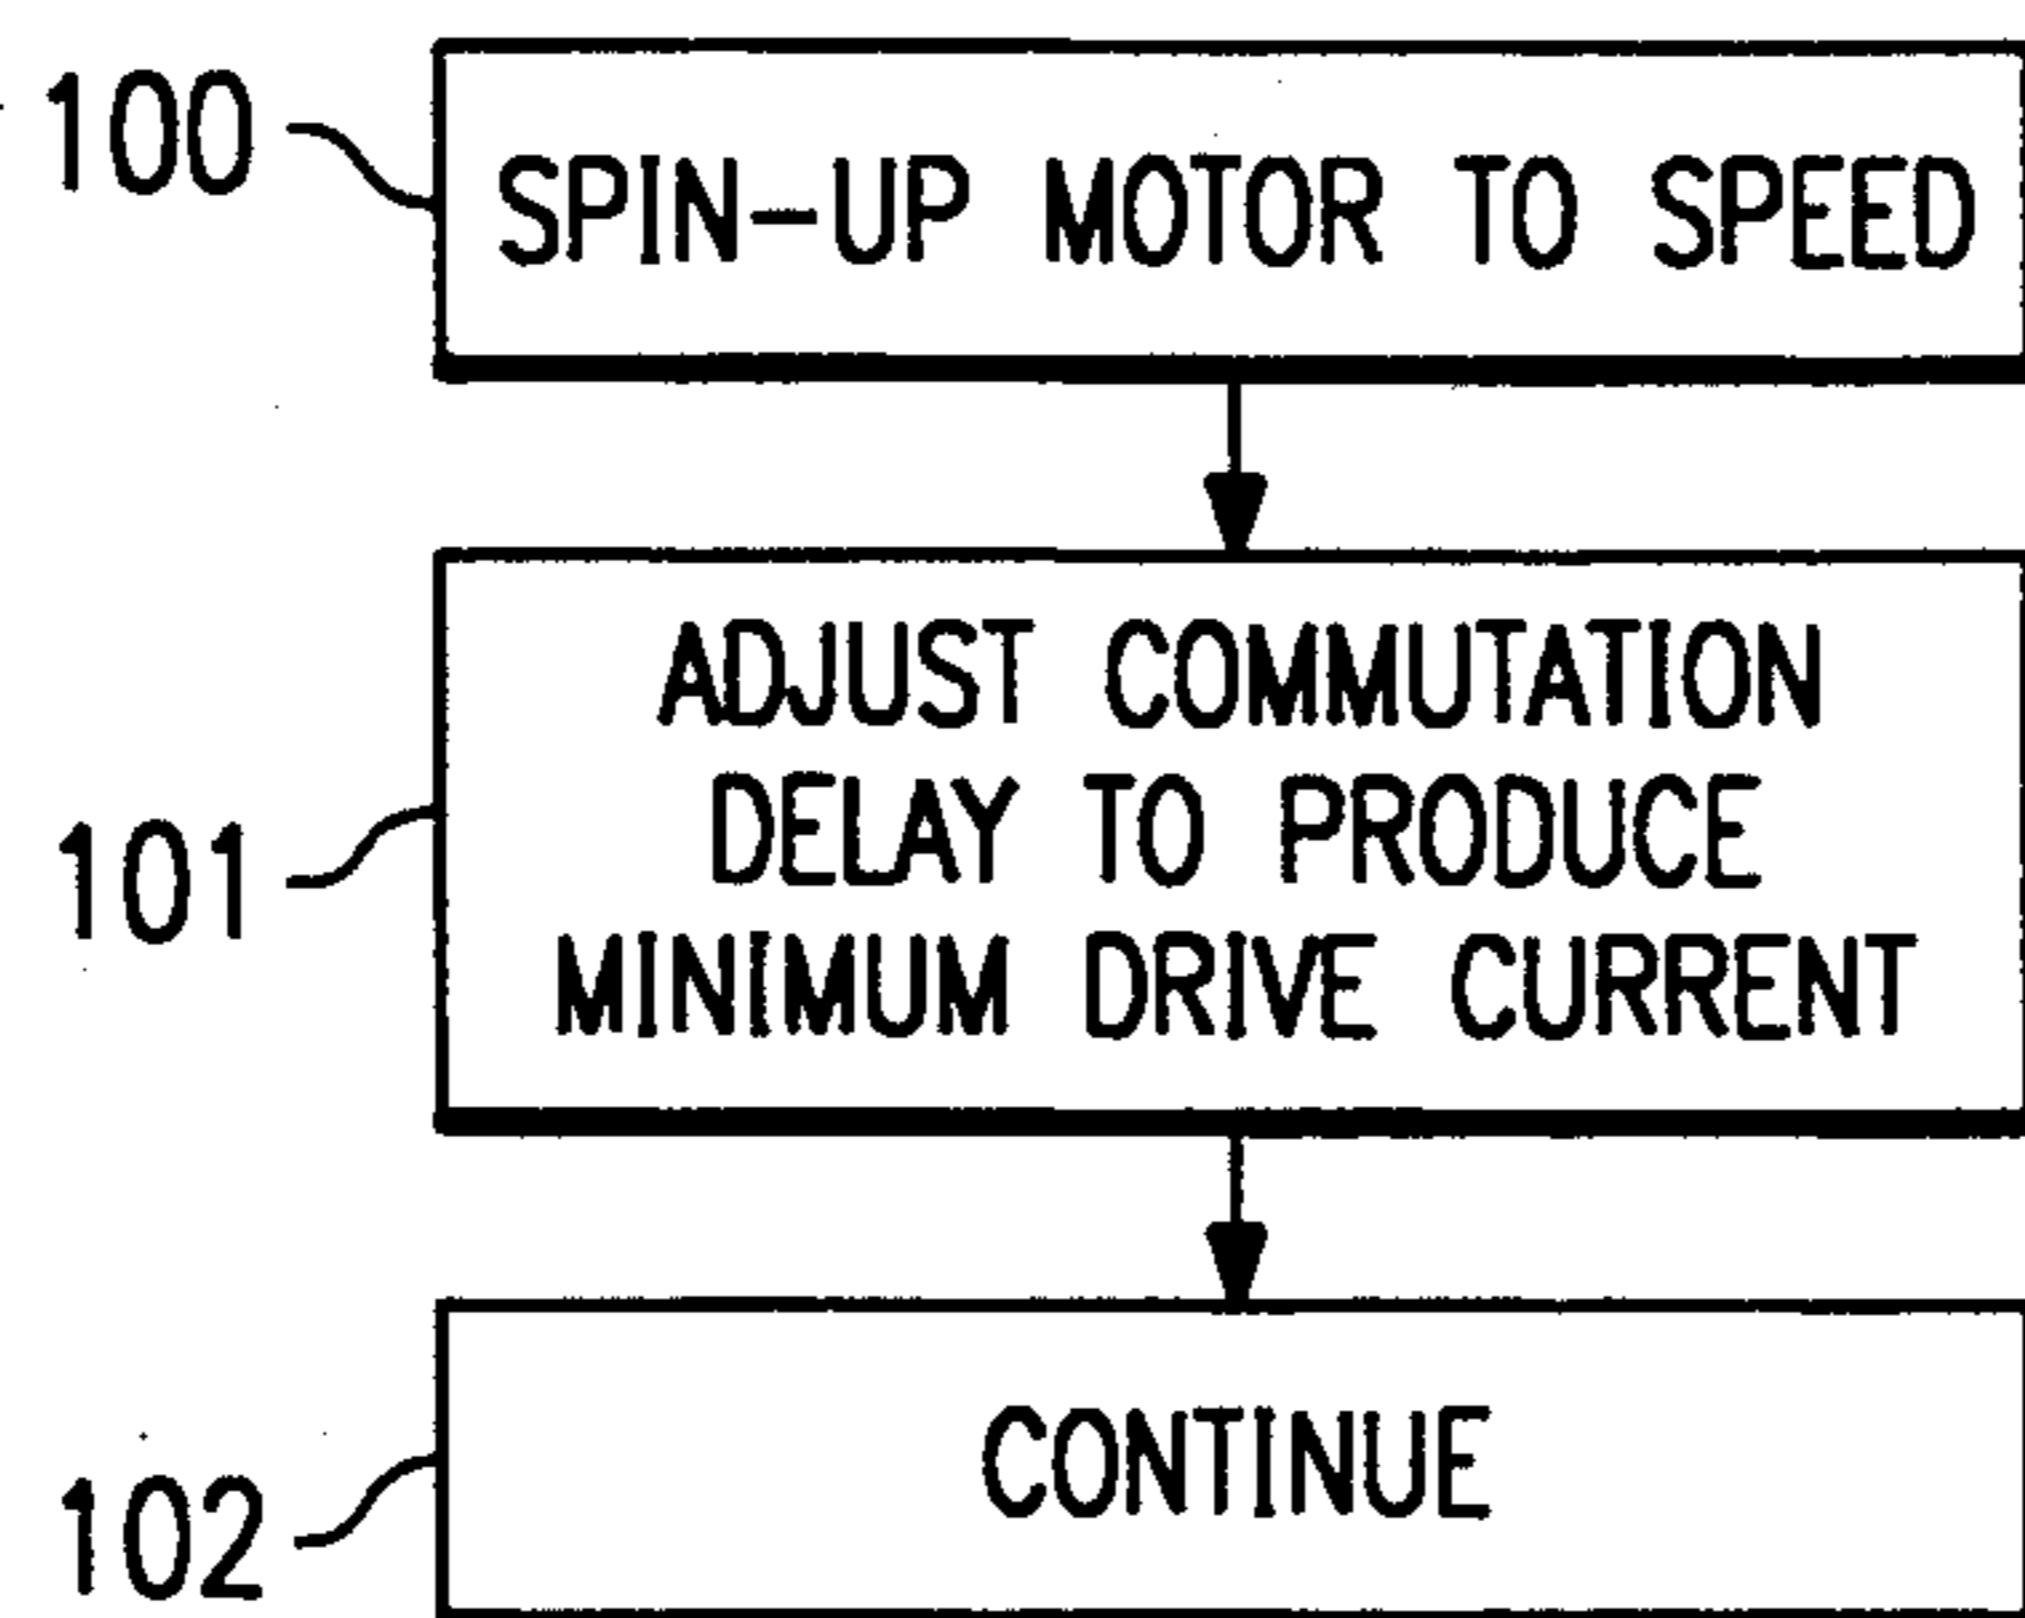 100
SPIN-UP MOTOR TO SPEED
101
ADJUST COMMUTATION
DELAY TO PRODUCE
MINIMUM DRIVE CURRENT
102
CONTINUE